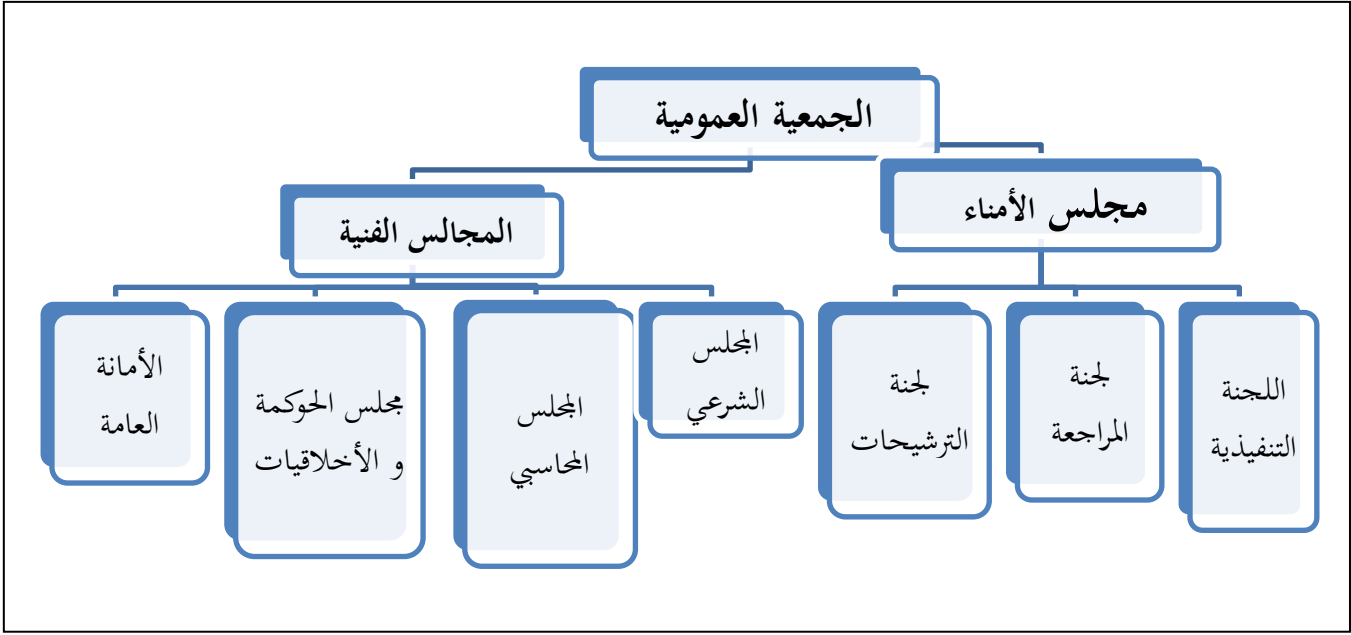 الجمعية العمومية
مجلس الأمناء
المجالس الفنية
اللجنة
التنفيذية
لجنة
المراجعة
لجنة
الترشيحات
المجلس
الشرعي
المجلس
المحاسبي
مجلس الحوكمة
و الأخلاقيات
الأمانة
العامة